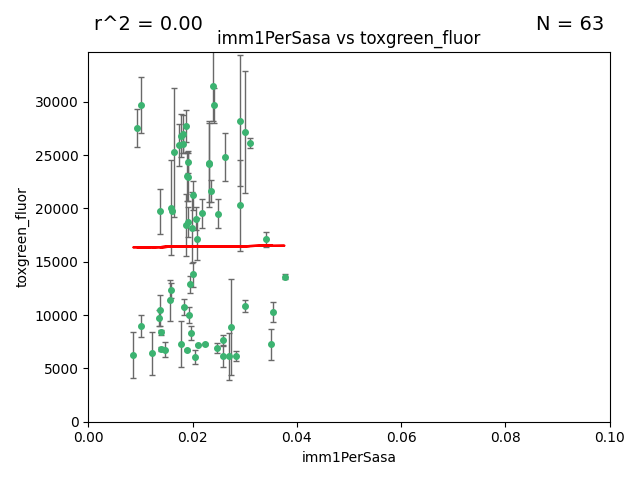 r^2 = 0.00
N = 63
imm1PerSasa vs toxgreen_fluor
30000
25000
20000
15000
10000
5000
0
toxgreen_fluor
0.00
0.02
0.04
0.06
0.08
0.10
imm1PerSasa